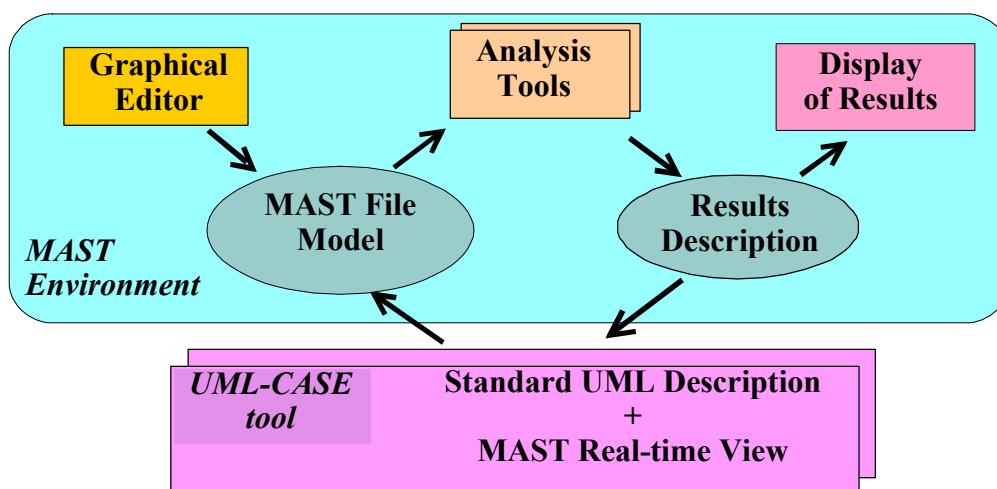 Graphical
Editor
Analysis
Tools
Display
of Results
MAST File
Model
Results
Description
MAST
Environment
UML-CASE
tool
Standard UML Description
+
MAST Real-time View